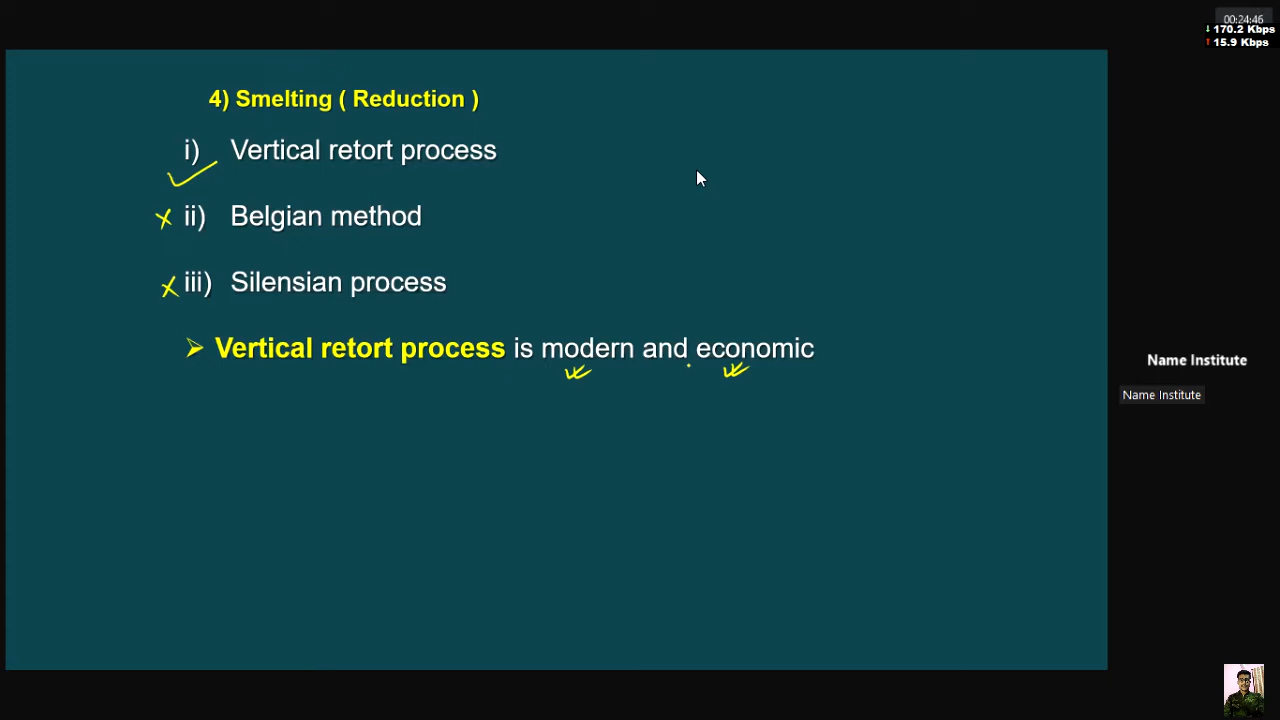 00:24:46
↓ 170.2 Kbps
↑ 15.9 Kbps
4) Smelting ( Reduction )
i) Vertical retort process
ii) Belgian method
iii) Silensian process
➢ Vertical retort process is modern and economic
Name Institute
Name Institute